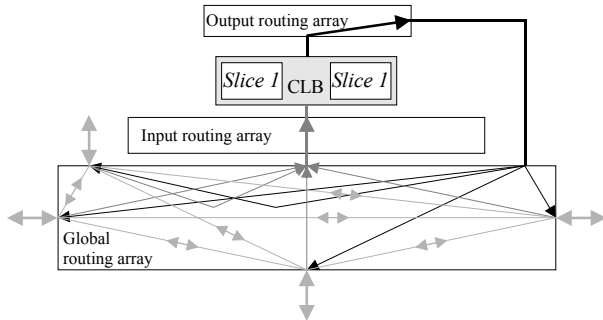 Output routing array
Slice 1
CLB
Slice 1
Input routing array
Global
routing array